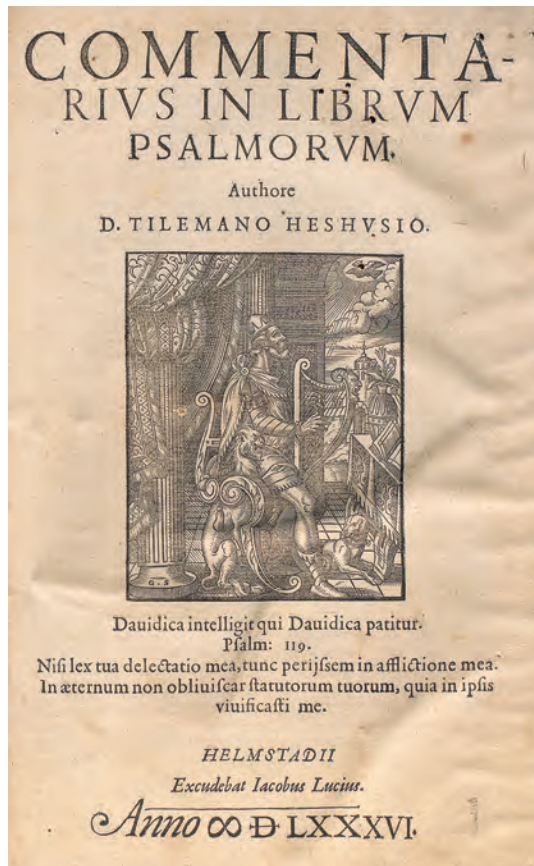 COMMENTA-
RIVS IN LIBRVM
PSALMORVM.
Authore
D. TILEMANO HESHVSIO.
G. S
Dauidica intelligit qui Dauidica patitur.
Pſalm: 119.
Niſi lex tua delectatio mea, tunc perijſſem in afflictione mea.
In æternum non obliuiſcar ſtatutorum tuorum, quia in ipſis
viuificaſti me.
HELMSTADII
Excudebat Iacobus Lucius.
Anno ∞ D LXXXVI.